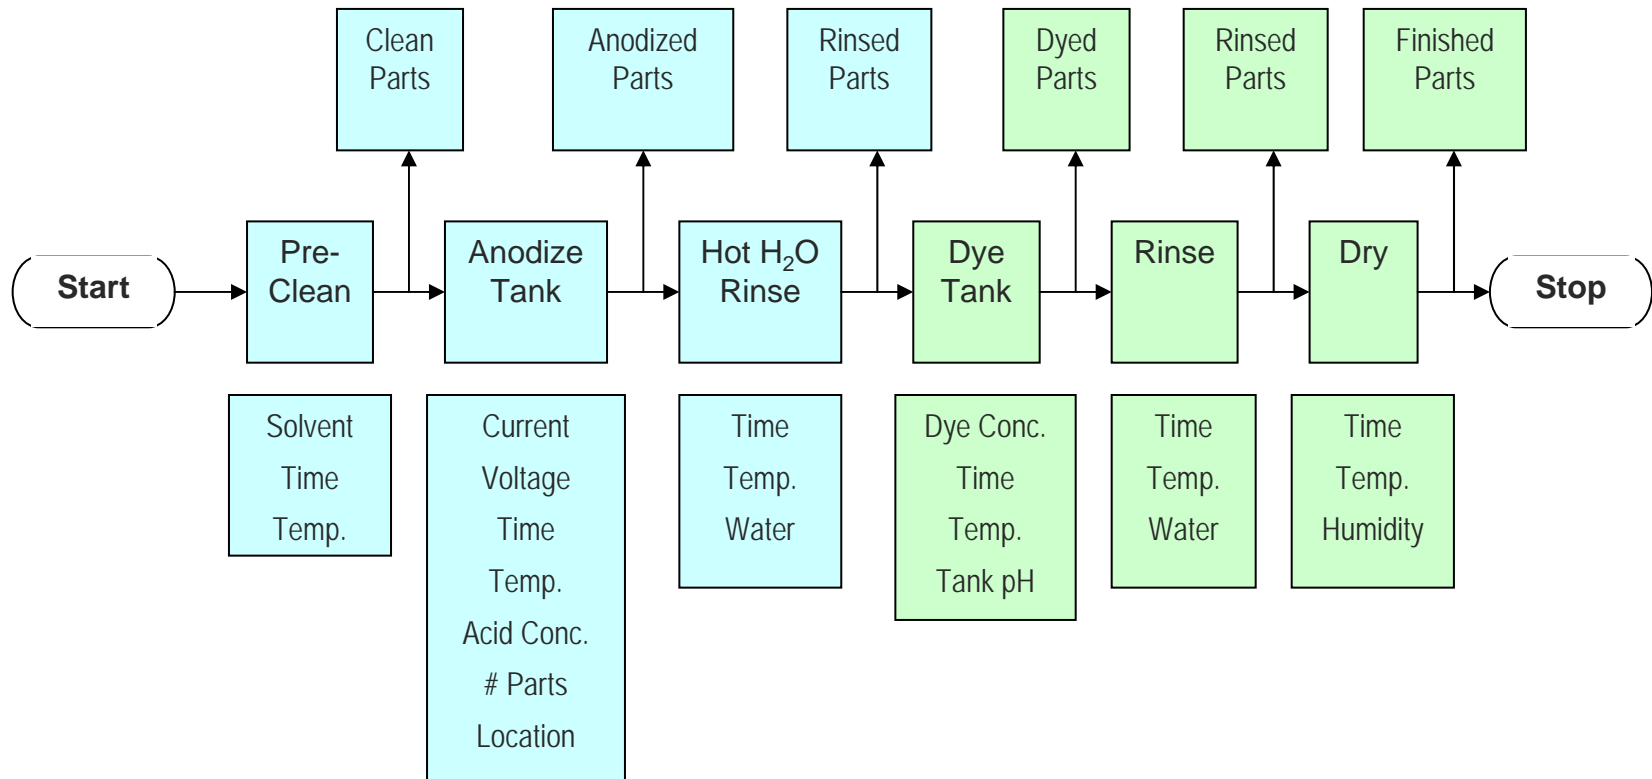 Clean
Parts
Anodized
Parts
Rinsed
Parts
Dyed
Parts
Rinsed
Parts
Finished
Parts
Start
Pre-
Clean
Anodize
Tank
Hot H₂O
Rinse
Dye
Tank
Rinse
Dry
Stop
Solvent
Time
Temp.
Current
Voltage
Time
Temp.
Acid Conc.
# Parts
Location
Time
Temp.
Water
Dye Conc.
Time
Temp.
Tank pH
Time
Temp.
Water
Time
Temp.
Humidity